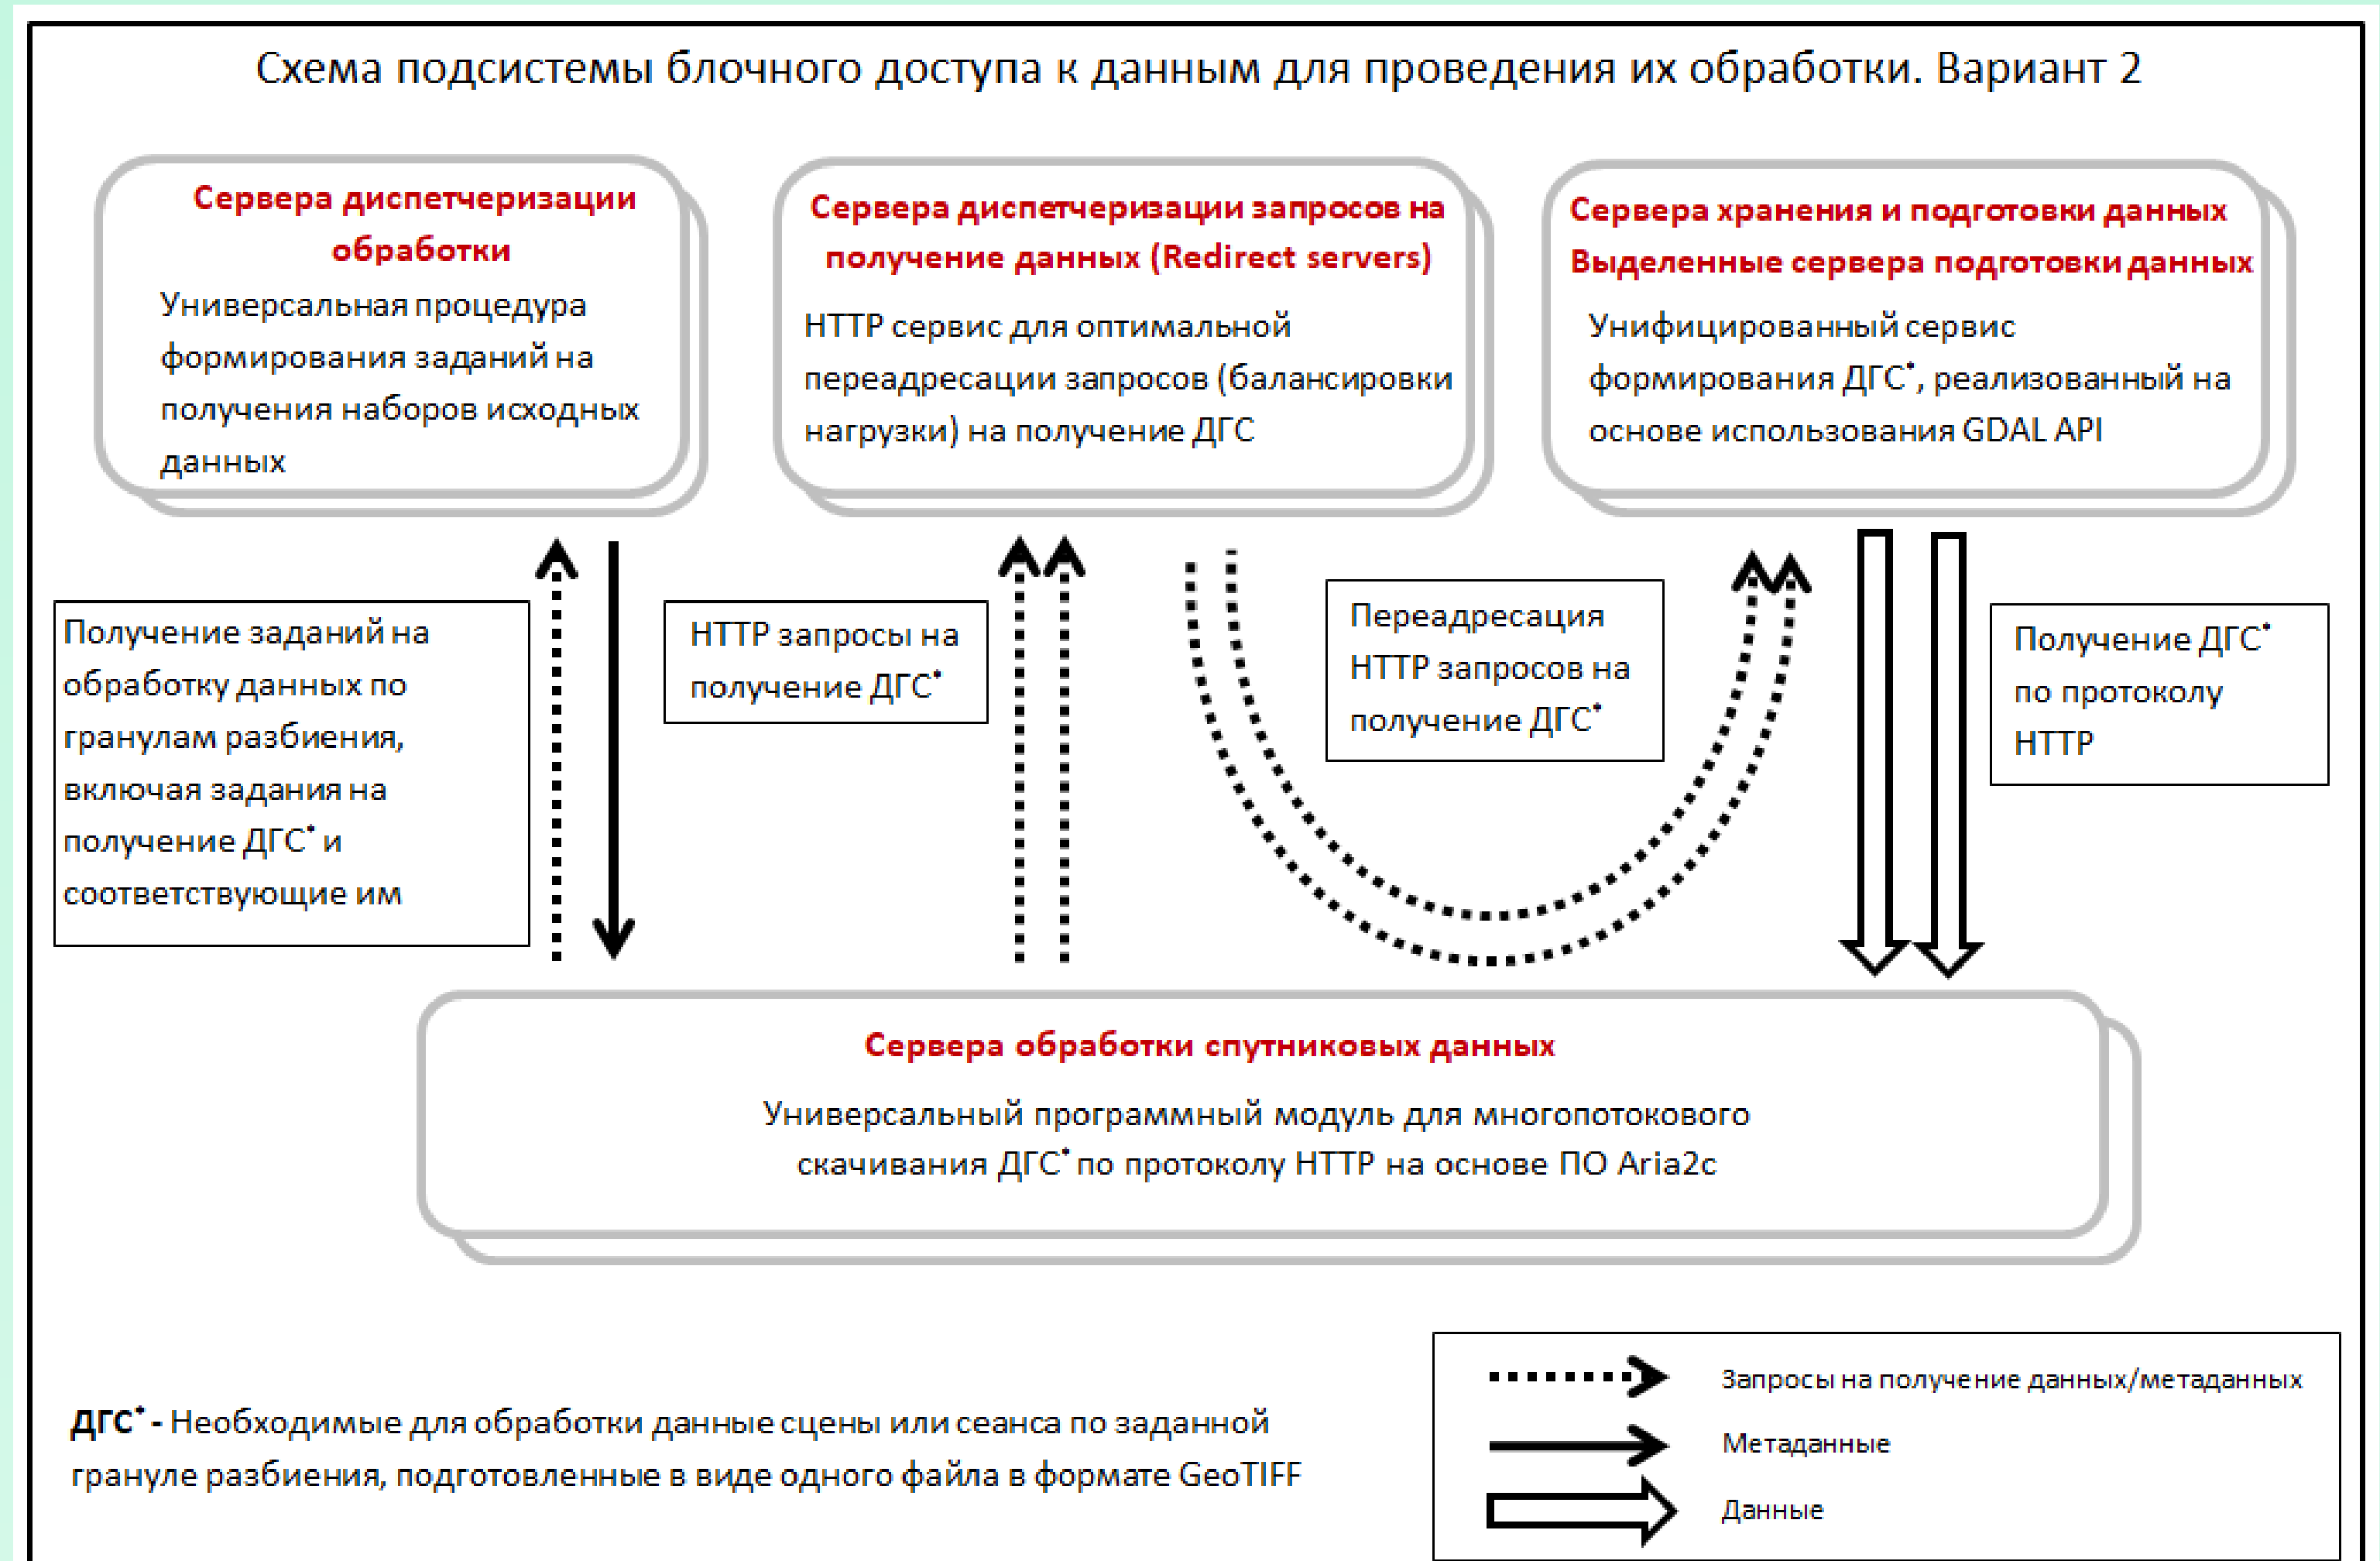 Схема подсистемы блочного доступа к данным для проведения их обработки. Вариант 2
Сервера диспетчеризации
обработки
Универсальная процедура
формирования заданий на
получения наборов исходных
данных
Сервера диспетчеризации запросов на
получение данных (Redirect servers)
HTTP сервис для оптимальной
переадресации запросов (балансировки
нагрузки) на получение ДГС
Сервера хранения и подготовки данных
Выделенные сервера подготовки данных
Унифицированный сервис
формирования ДГС*, реализованный на
основе использования GDAL API
Получение заданий на
обработку данных по
гранулам разбиения,
включая задания на
получение ДГС* и
соответствующие им
HTTP запросы на
получение ДГС*
Переадресация
HTTP запросов на
получение ДГС*
Получение ДГС*
по протоколу
HTTP
Сервера обработки спутниковых данных
Универсальный программный модуль для многопотокового
скачивания ДГС* по протоколу HTTP на основе ПО Aria2c
ДГС* - Необходимые для обработки данные сцены или сеанса по заданной
грануле разбиения, подготовленные в виде одного файла в формате GeoTIFF
Запросы на получение данных/метаданных
Метаданные
Данные